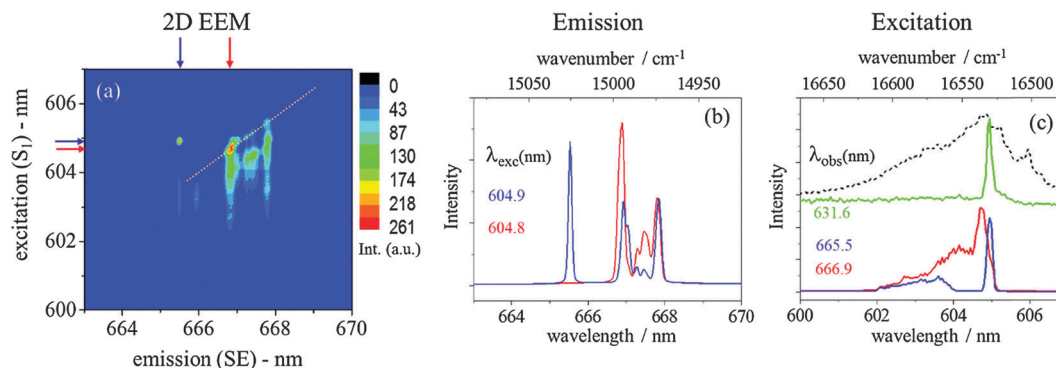 2D EEM
(a)
excitation (S1) - nm
606
604
602
600
664
666
668
670
emission (SE) - nm
0
43
87
130
174
218
261
Int. (a.u.)
Emission
wavenumber / cm-1
15050
15000
14950
(b)
λexc(nm)
604.9
604.8
Intensity
664
666
668
670
wavelength / nm
Excitation
wavenumber / cm-1
16650
16600
16550
16500
(c)
λobs(nm)
631.6
665.5
666.9
Intensity
600
602
604
606
wavelength / nm